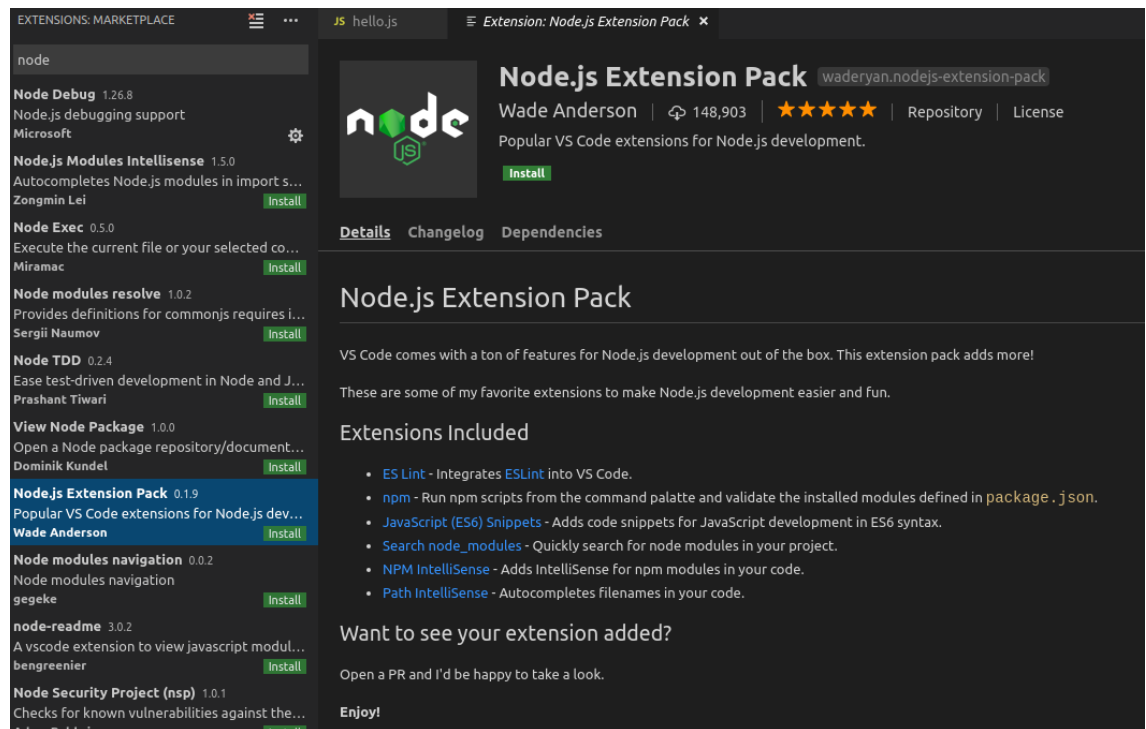 EXTENSIONS: MARKETPLACE
node
Node Debug 1.26.8
Node.js debugging support
Microsoft
Node.js Modules Intellisense 1.5.0
Autocompletes Node.js modules in import s...
Zongmin Lei Install
Node Exec 0.5.0
Execute the current file or your selected co...
Miramac Install
Node modules resolve 1.0.2
Provides definitions for commonjs requires i...
Sergii Naumov Install
Node TDD 0.2.4
Ease test-driven development in Node and J...
Prashant Tiwari Install
View Node Package 1.0.0
Open a Node package repository/document...
Dominik Kundel Install
Node.js Extension Pack 0.1.9
Popular VS Code extensions for Node.js dev...
Wade Anderson Install
Node modules navigation 0.0.2
Node modules navigation
gegeke Install
node-readme 3.0.2
A vscode extension to view javascript modul...
bengreenier Install
Node Security Project (nsp) 1.0.1
Checks for known vulnerabilities against the...
JS hello.js Extension: Node.js Extension Pack ×
node
JS
Node.js Extension Pack waderyan.nodejs-extension-pack
Wade Anderson | 148,903 | ★★★★★ | Repository | License
Popular VS Code extensions for Node.js development.
Install
Details Changelog Dependencies
Node.js Extension Pack
VS Code comes with a ton of features for Node.js development out of the box. This extension pack adds more!
These are some of my favorite extensions to make Node.js development easier and fun.
Extensions Included
• ES Lint - Integrates ESLint into VS Code.
• npm - Run npm scripts from the command palatte and validate the installed modules defined in package.json.
• JavaScript (ES6) Snippets - Adds code snippets for JavaScript development in ES6 syntax.
• Search node_modules - Quickly search for node modules in your project.
• NPM IntelliSense - Adds IntelliSense for npm modules in your code.
• Path IntelliSense - Autocompletes filenames in your code.
Want to see your extension added?
Open a PR and I'd be happy to take a look.
Enjoy!